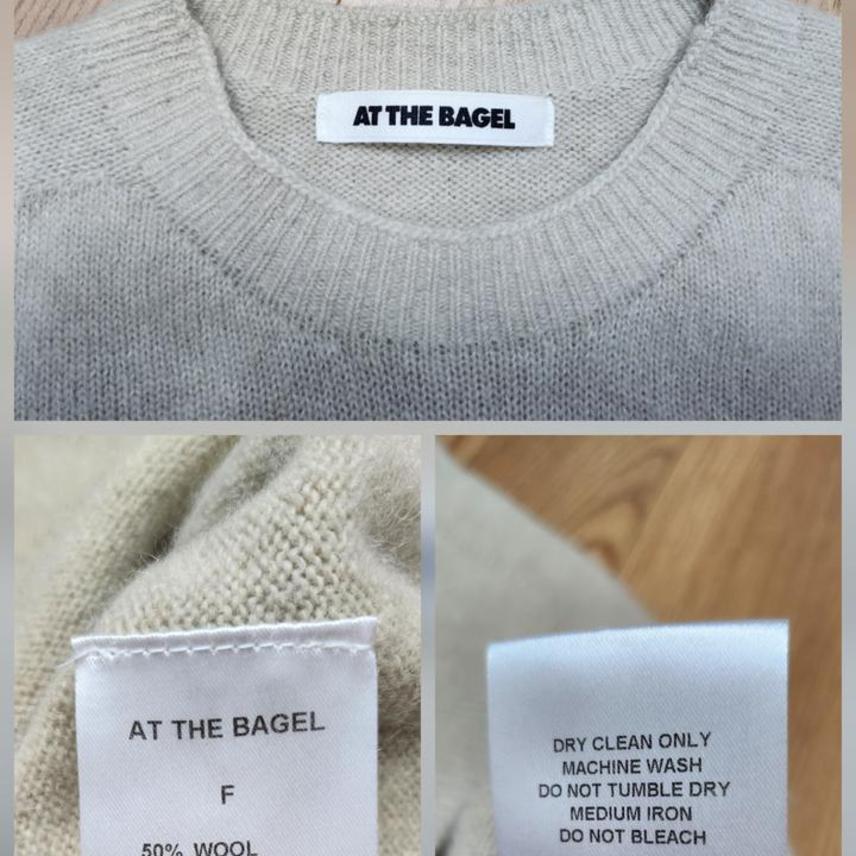 AT THE BAGEL
AT THE BAGEL
F
50% WOOL
DRY CLEAN ONLY
MACHINE WASH
DO NOT TUMBLE DRY
MEDIUM IRON
DO NOT BLEACH